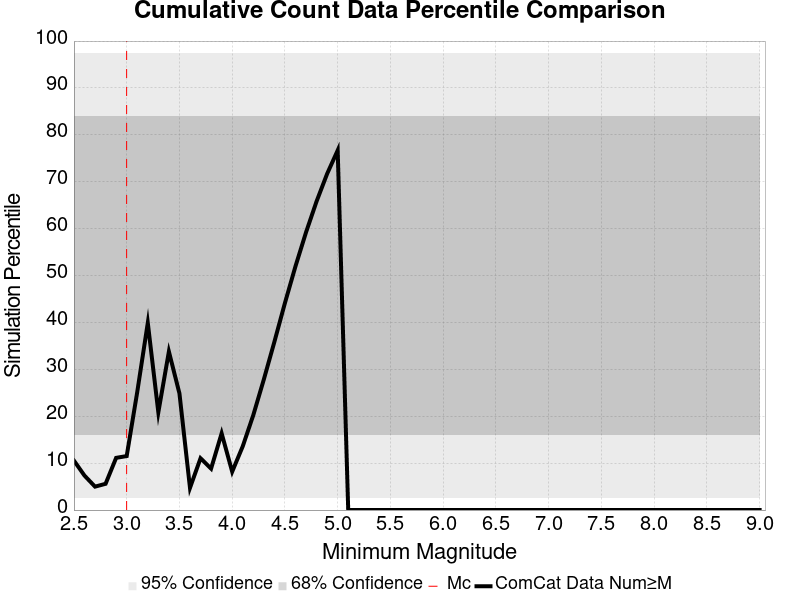 Cumulative Count Data Percentile Comparison
100
90
80
70
60
50
40
30
20
10
0
Simulation Percentile
2.5 3.0 3.5 4.0 4.5 5.0 5.5 6.0 6.5 7.0 7.5 8.0 8.5 9.0
Minimum Magnitude
95% Confidence 68% Confidence Mc ComCat Data Num≥M